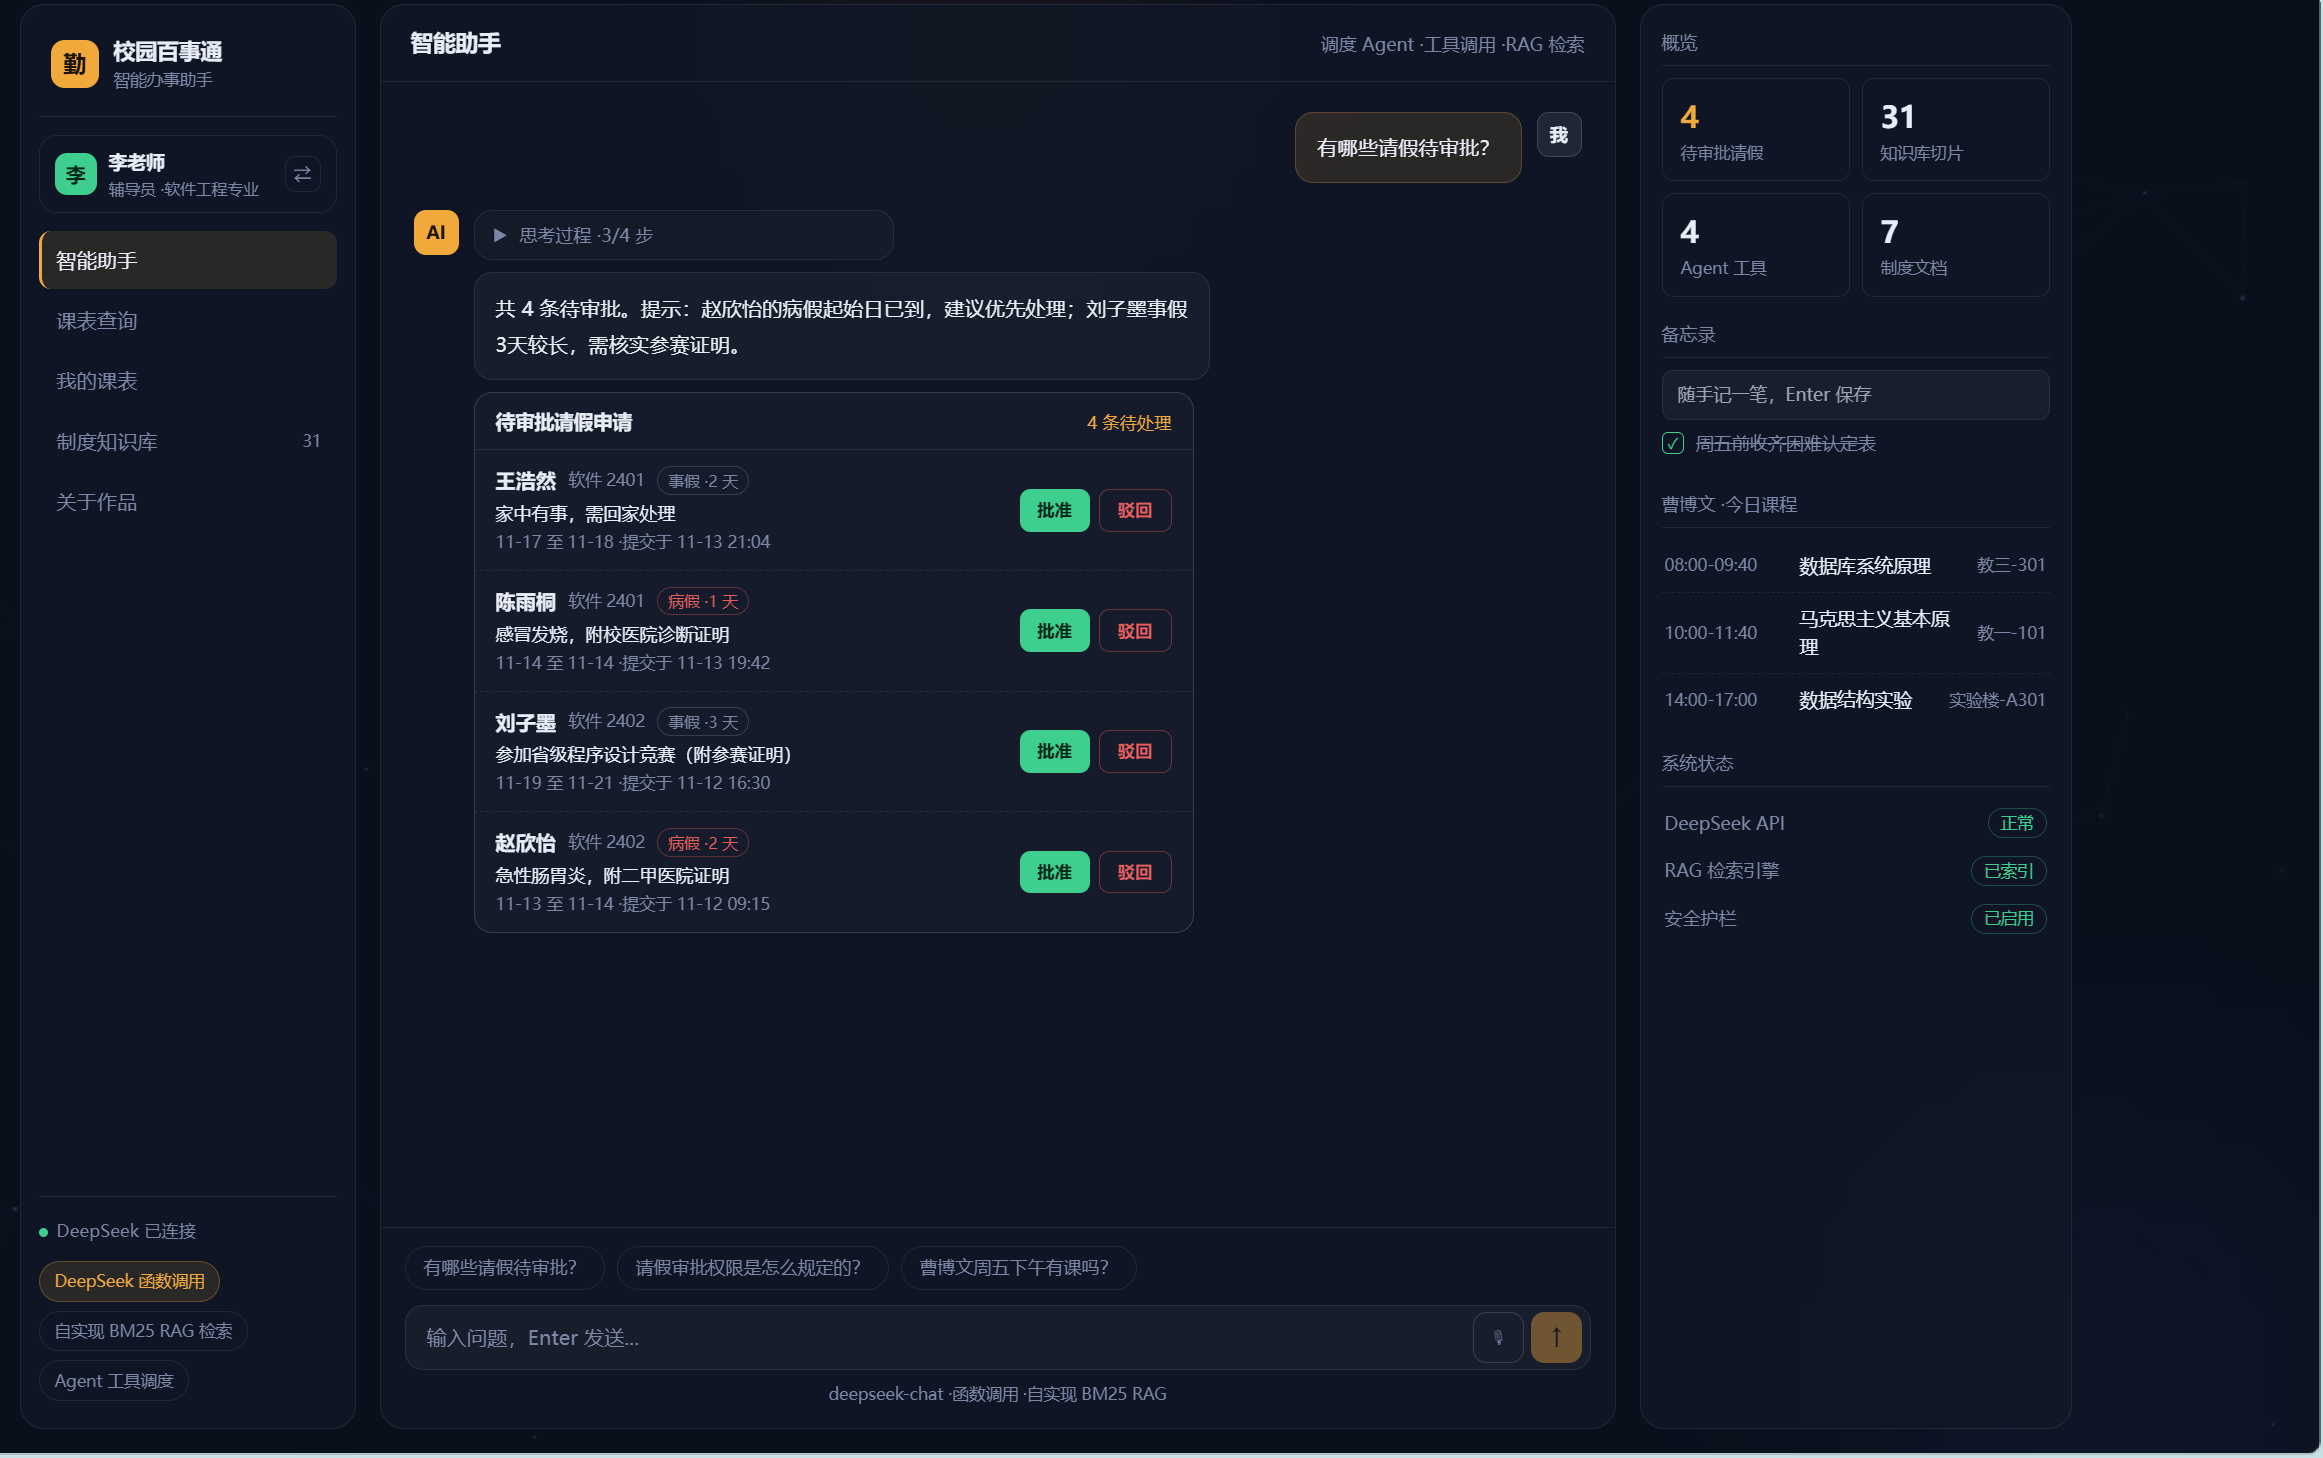 勤
校园百事通
智能办事助手
李
李老师
辅导员 ·软件工程专业
智能助手
课表查询
我的课表
制度知识库 31
关于作品
DeepSeek 已连接
DeepSeek 函数调用
自实现 BM25 RAG 检索
Agent 工具调度
智能助手
调度 Agent ·工具调用 ·RAG 检索
有哪些请假待审批？
我
AI
思考过程 ·3/4 步
共 4 条待审批。提示：赵欣怡的病假起始日已到，建议优先处理；刘子墨事假
3天较长，需核实参赛证明。
待审批请假申请 4 条待处理
王浩然 软件 2401 事假 ·2 天
家中有事，需回家处理
11-17 至 11-18 ·提交于 11-13 21:04
批准 驳回
陈雨桐 软件 2401 病假 ·1 天
感冒发烧，附校医院诊断证明
11-14 至 11-14 ·提交于 11-13 19:42
批准 驳回
刘子墨 软件 2402 事假 ·3 天
参加省级程序设计竞赛（附参赛证明）
11-19 至 11-21 ·提交于 11-12 16:30
批准 驳回
赵欣怡 软件 2402 病假 ·2 天
急性肠胃炎，附二甲医院证明
11-13 至 11-14 ·提交于 11-12 09:15
批准 驳回
有哪些请假待审批？ 请假审批权限是怎么规定的？ 曹博文周五下午有课吗？
输入问题，Enter 发送...
deepseek-chat ·函数调用 ·自实现 BM25 RAG
概览
4
待审批请假
31
知识库切片
4
Agent 工具
7
制度文档
备忘录
随手记一笔，Enter 保存
周五前收齐困难认定表
曹博文 ·今日课程
08:00-09:40 数据库系统原理 教三-301
10:00-11:40 马克思主义基本原理 教一-101
14:00-17:00 数据结构实验 实验楼-A301
系统状态
DeepSeek API 正常
RAG 检索引擎 已索引
安全护栏 已启用